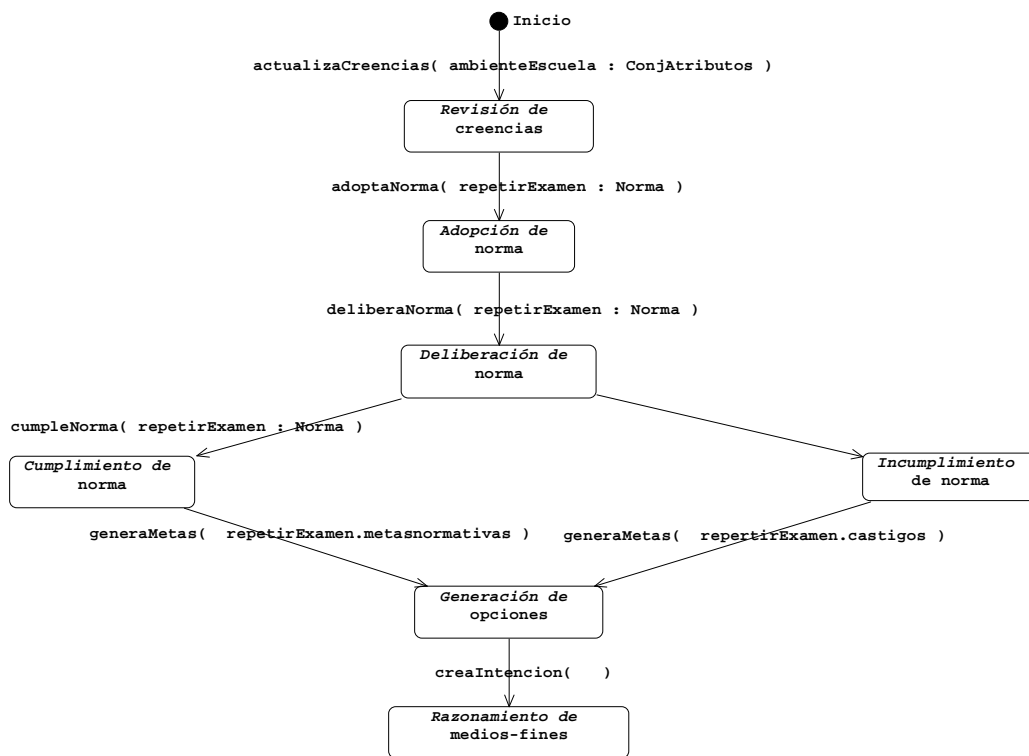 Inicio
actualizaCreencias( ambienteEscuela : ConjAtributos )
Revisión de
creencias
adoptaNorma( repetirExamen : Norma )
Adopción de
norma
deliberaNorma( repetirExamen : Norma )
Deliberación de
norma
cumpleNorma( repetirExamen : Norma )
Cumplimiento de
norma
Incumplimiento
de norma
generaMetas( repetirExamen.metasnormativas )
generaMetas( repertirExamen.castigos )
Generación de
opciones
creaIntencion( )
Razonamiento de
medios-fines